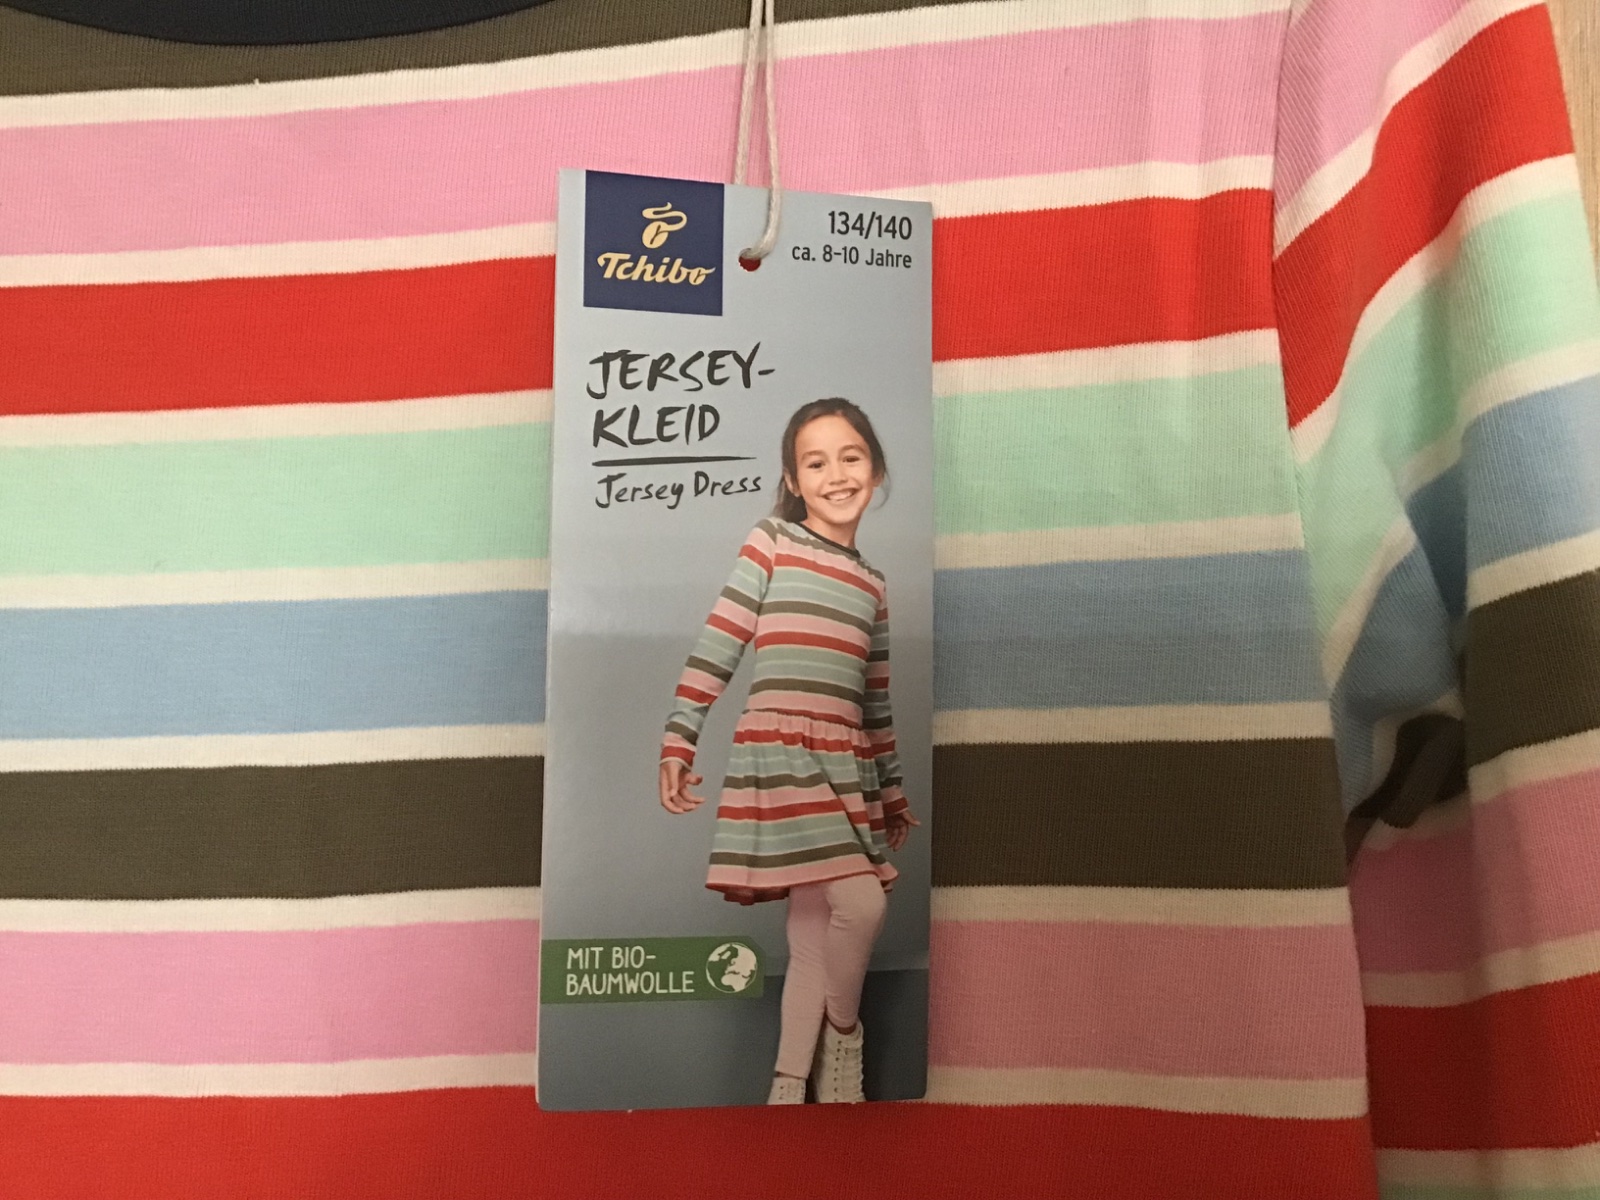 Tchibo
134/140
ca. 8-10 Jahre
JERSEY-
KLEID
Jersey Dress
MIT BIO-
BAUMWOLLE